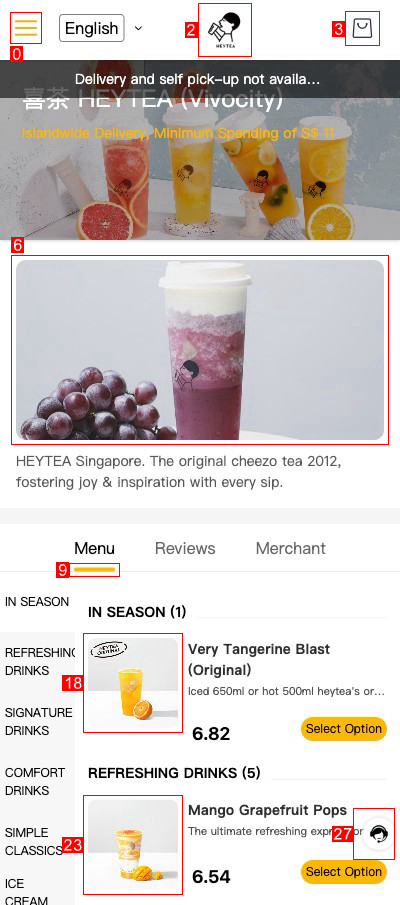 English
HEYTEA
Delivery and self pick-up not availa...
喜茶 HEYTEA (Vivocity)
Islandwide Delivery, Minimum Spending of S$ 11
HEYTEA Singapore. The original cheezo tea 2012,
fostering joy & inspiration with every sip.
Menu
Reviews
Merchant
IN SEASON
REFRESHING
DRINKS
SIGNATURE
DRINKS
COMFORT
DRINKS
SIMPLE
CLASSICS
ICE
CREAM
IN SEASON (1)
Very Tangerine Blast
(Original)
Iced 650ml or hot 500ml heytea's or...
6.82
Select Option
REFRESHING DRINKS (5)
Mango Grapefruit Pops
The ultimate refreshing
6.54
Select Option
0
2
3
6
9
18
23
27